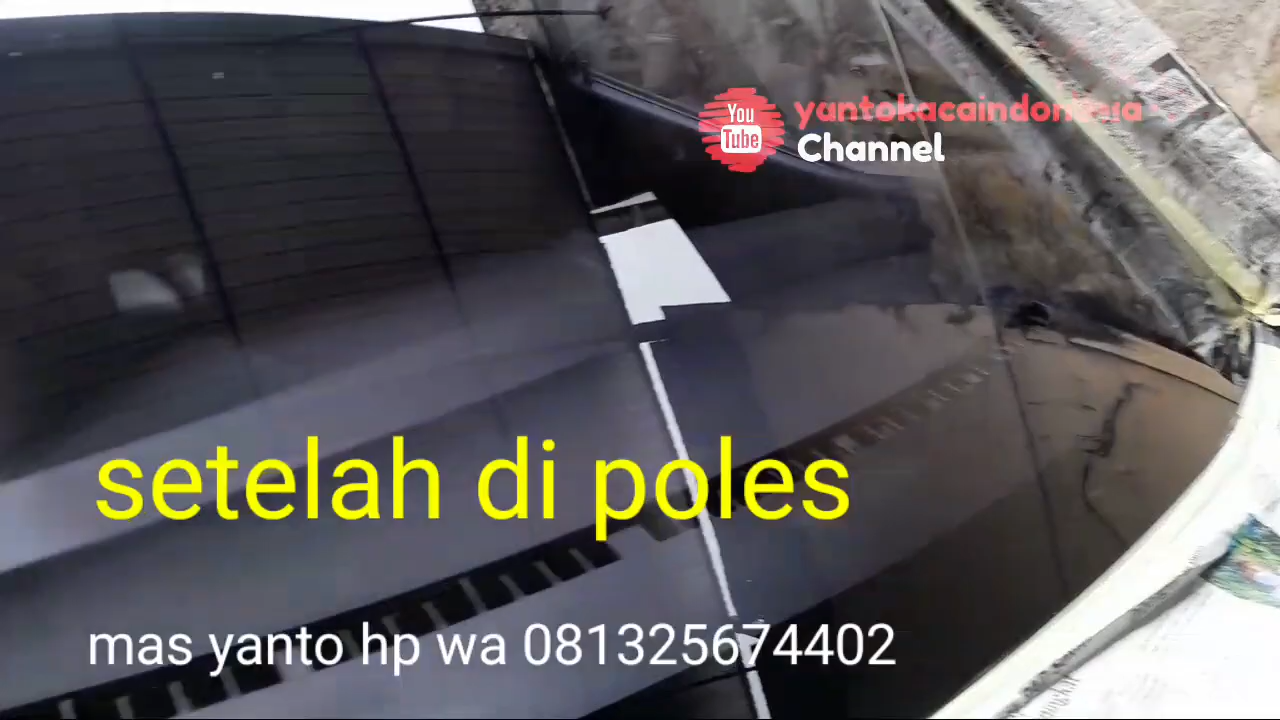 You
Tube
yantokacaindonesia
Channel
setelah di poles
mas yanto hp wa 081325674402